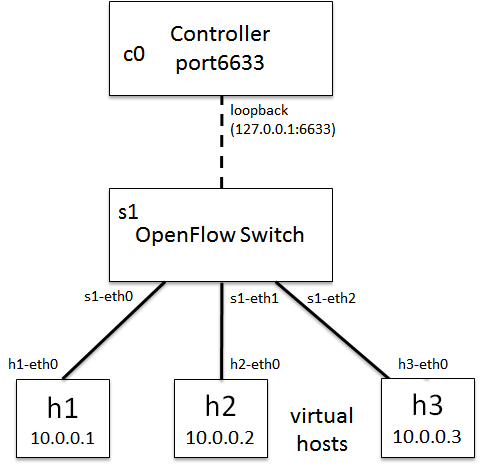 Controller
c0
port6633
loopback
(127.0.0.1:6633)
s1
OpenFlow Switch
s1-eth0
s1-eth1
s1-eth2
h1-eth0
h2-eth0
h3-eth0
h1
10.0.0.1
h2
10.0.0.2
virtual
hosts
h3
10.0.0.3